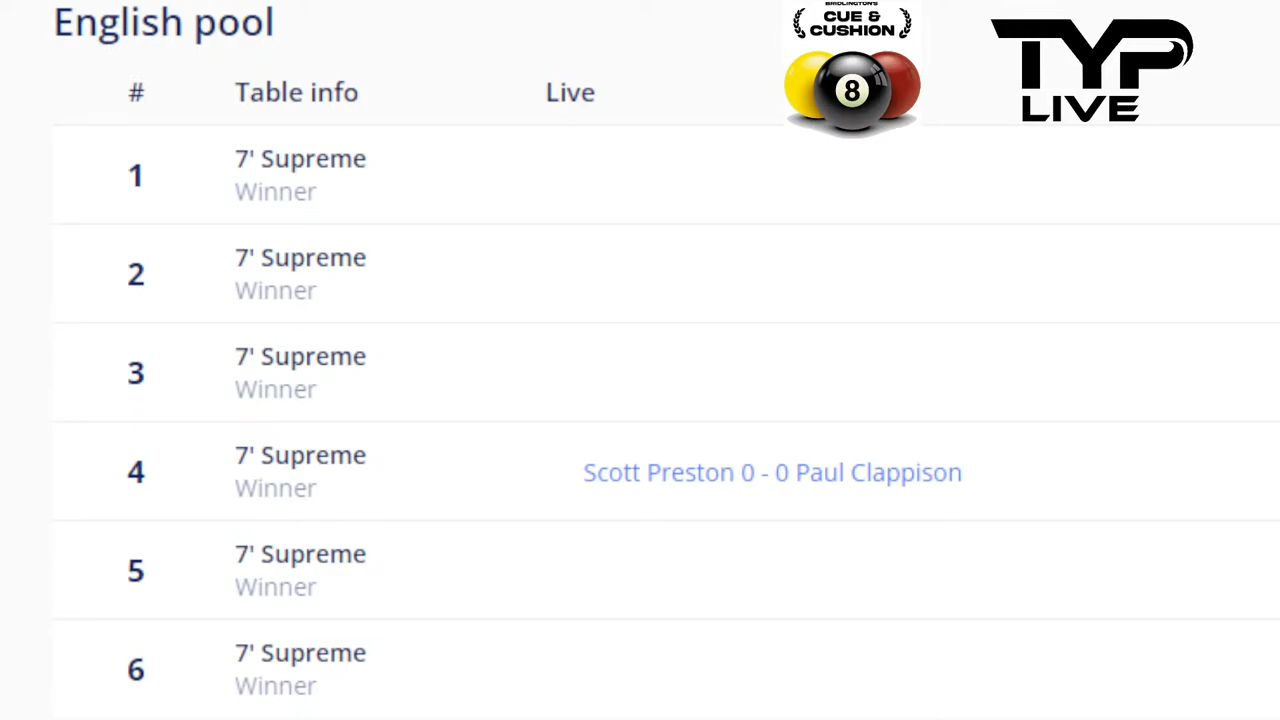 English pool
BRIDLINGTON'S
CUE &
CUSHION
8
TYP
LIVE
# Table info Live
1 7' Supreme
Winner
2 7' Supreme
Winner
3 7' Supreme
Winner
4 7' Supreme
Winner
Scott Preston 0 - 0 Paul Clappison
5 7' Supreme
Winner
6 7' Supreme
Winner